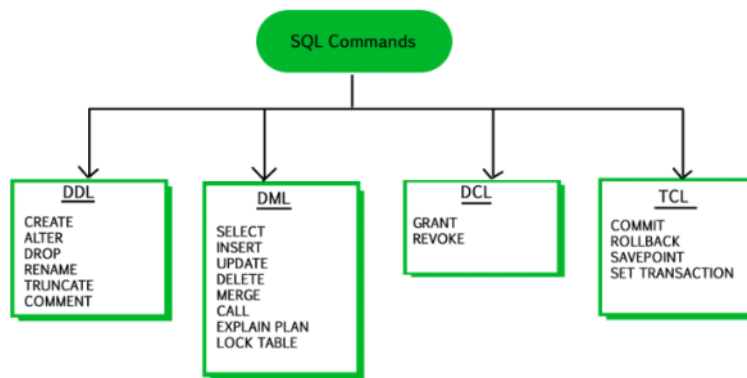 SQL Commands
DDL
CREATE
ALTER
DROP
RENAME
TRUNCATE
COMMENT
DML
SELECT
INSERT
UPDATE
DELETE
MERGE
CALL
EXPLAIN PLAN
LOCK TABLE
DCL
GRANT
REVOKE
TCL
COMMIT
ROLLBACK
SAVEPOINT
SET TRANSACTION